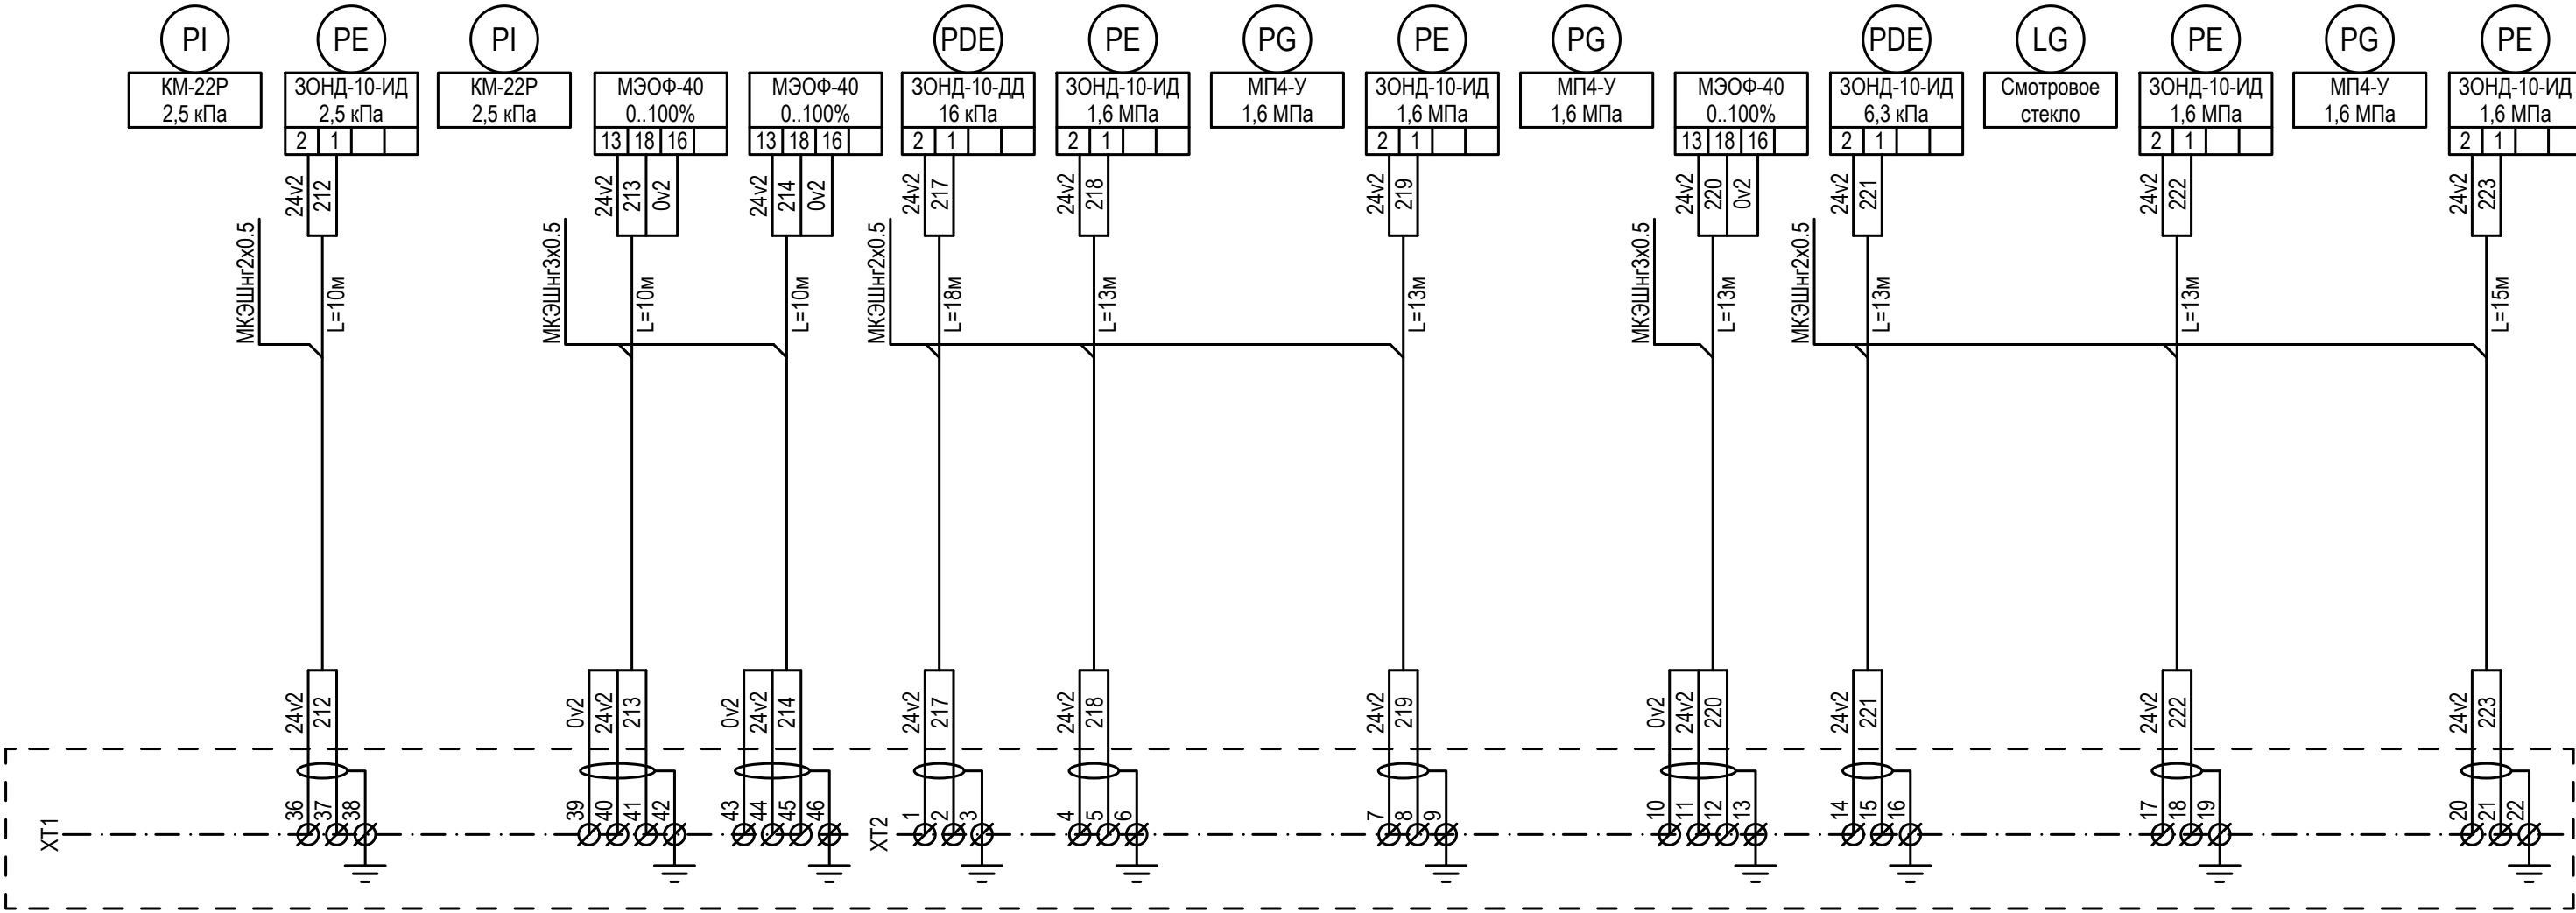 PI PE PI PDE PE PG PE PG PDE LG PE PG PE
КМ-22Р ЗОНД-10-ИД КМ-22Р МЭОФ-40 МЭОФ-40 ЗОНД-10-ДД ЗОНД-10-ИД МП4-У ЗОНД-10-ИД МП4-У МЭОФ-40 ЗОНД-10-ИД Смотровое ЗОНД-10-ИД МП4-У ЗОНД-10-ИД
2,5 кПа 2,5 кПа 2,5 кПа 0..100% 0..100% 16 кПа 1,6 МПа 1,6 МПа 1,6 МПа 1,6 МПа 0..100% 6,3 кПа стекло 1,6 МПа 1,6 МПа 1,6 МПа
2 1 13 18 16 13 18 16 2 1 2 1 2 1 13 18 16 2 1 2 1 2 1
24v2 212 24v2 213 0v2 24v2 214 0v2 24v2 217 24v2 218 24v2 219 24v2 220 0v2 24v2 221 24v2 222 24v2 223
МКЭШнг2х0.5 L=10м МКЭШнг3х0.5 L=10м L=10м МКЭШнг2х0.5 L=18м L=13м L=13м МКЭШнг3х0.5 L=13м МКЭШнг2х0.5 L=13м L=13м L=15м
24v2 212 0v2 24v2 213 0v2 24v2 214 24v2 217 24v2 218 24v2 219 0v2 24v2 220 24v2 221 24v2 222 24v2 223
XT1 36 37 38 39 40 41 42 43 44 45 46 XT2 1 2 3 4 5 6 7 8 9 10 11 12 13 14 15 16 17 18 19 20 21 22